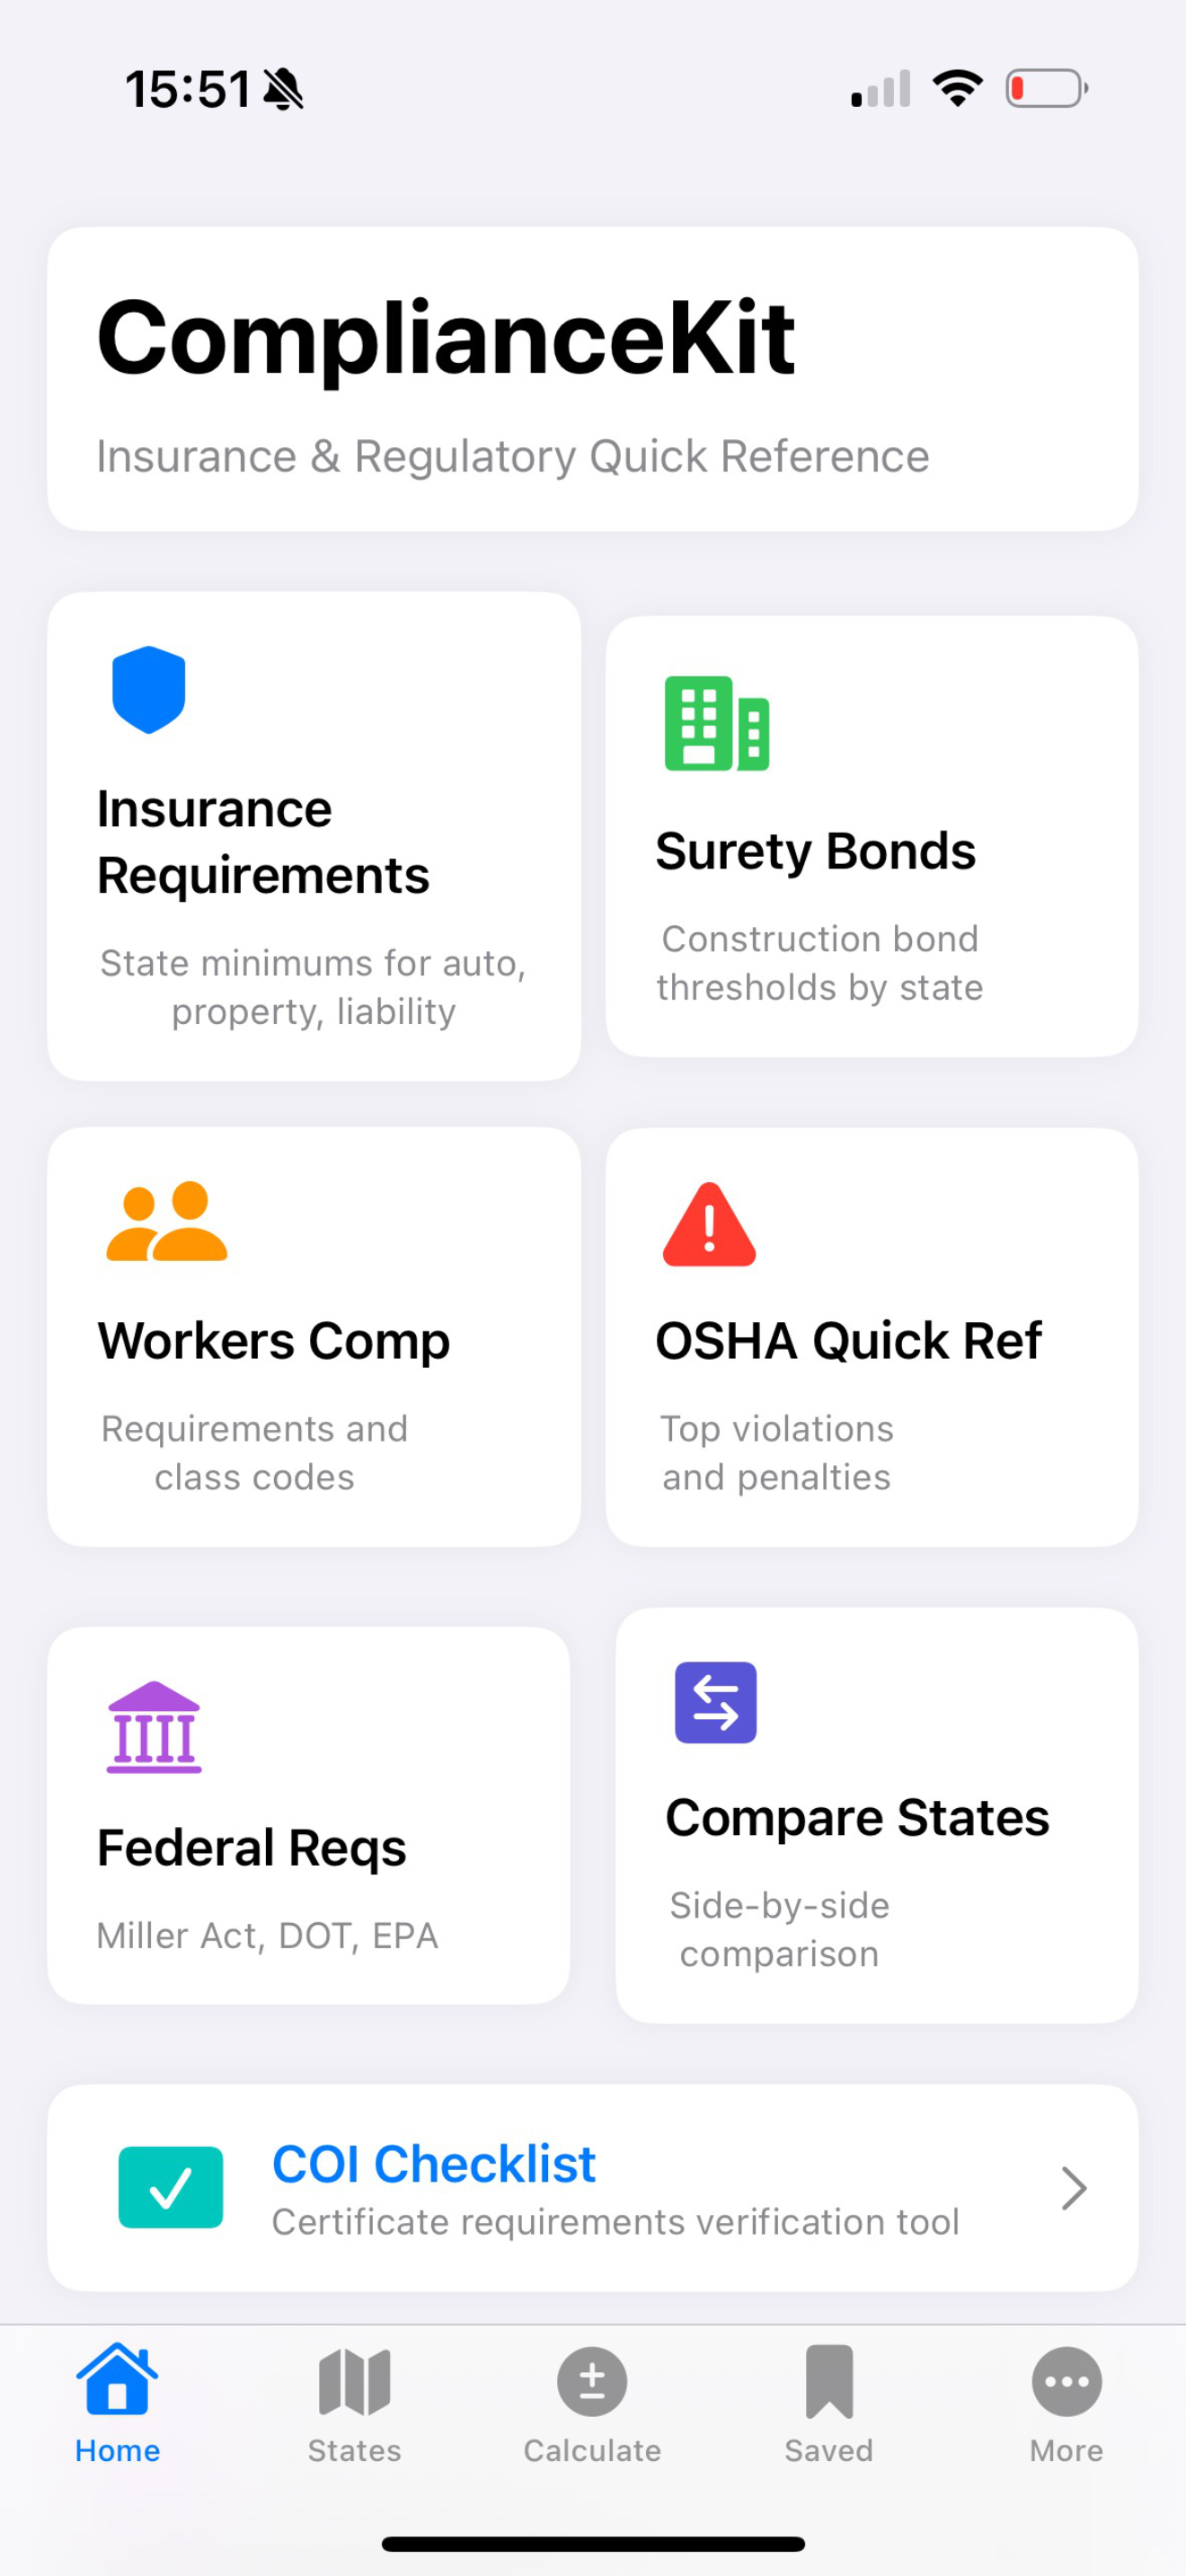 15:51
ComplianceKit
Insurance & Regulatory Quick Reference
Insurance
Requirements
State minimums for auto,
property, liability
Surety Bonds
Construction bond
thresholds by state
Workers Comp
Requirements and
class codes
OSHA Quick Ref
Top violations
and penalties
Federal Reqs
Miller Act, DOT, EPA
Compare States
Side-by-side
comparison
COI Checklist
Certificate requirements verification tool
Home
States
Calculate
Saved
More